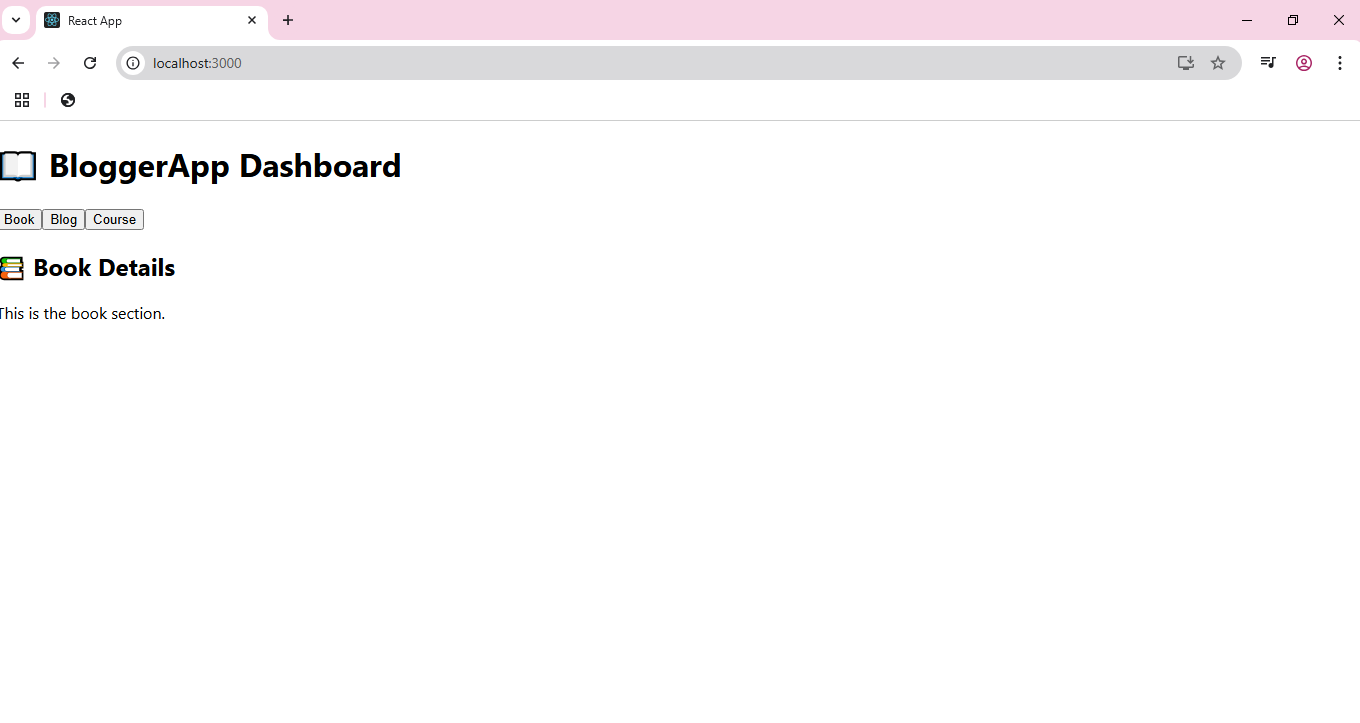 React App
localhost:3000
BloggerApp Dashboard
Book Blog Course
Book Details
This is the book section.